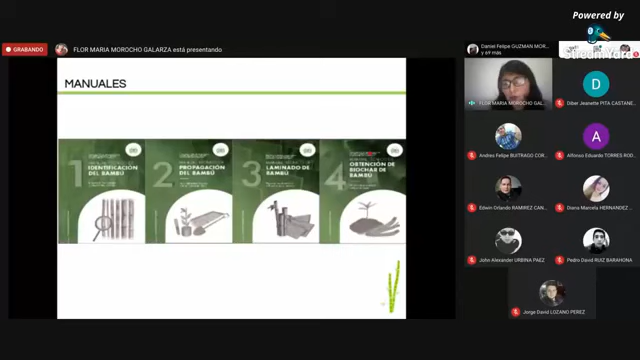 Powered by
StreamYard
GRABANDO
FLOR MARIA MOROCHO GALARZA está presentando
Daniel Felipe GUZMAN MOR...
y 69 más
MANUALES
1
IDENTIFICACIÓN
DEL BAMBÚ
2
PROPAGACIÓN
DEL BAMBÚ
3
LAMINADO DE
BAMBÚ
4
OBTENCIÓN DE
BIOCHAR DE
BAMBÚ
FLOR MARIA MOROCHO GAL...
D
Diber Jeanette PITA CASTAÑE...
Andres Felipe BUITRAGO COR...
A
Alfonso Eduardo TORRES ROD...
Edwin Orlando RAMIREZ CAN...
Diana Marcela HERNANDEZ ...
John Alexander URBINA PAEZ
Pedro David RUIZ BARAHONA
Jorge David LOZANO PEREZ